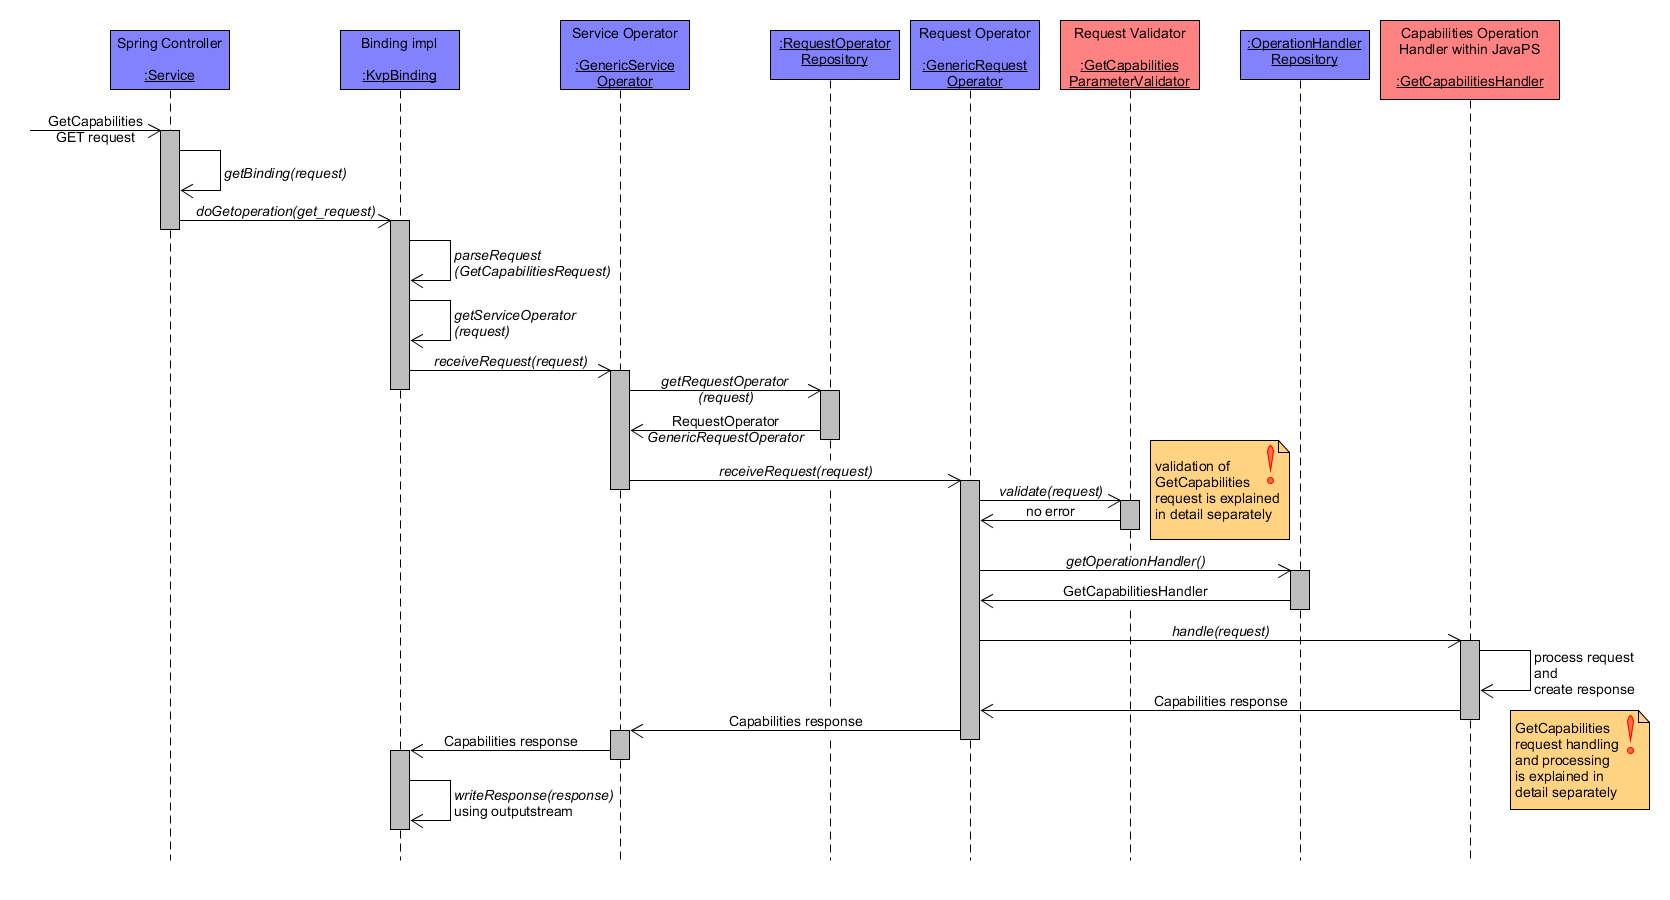 Spring Controller
:Service
Binding impl
:KvpBinding
Service Operator
:GenericService
Operator
:RequestOperator
Repository
Request Operator
:GenericRequest
Operator
Request Validator
:GetCapabilities
ParameterValidator
:OperationHandler
Repository
Capabilities Operation
Handler within JavaPS
:GetCapabilitiesHandler
GetCapabilities
GET request
getBinding(request)
doGetoperation(get_request)
parseRequest
(GetCapabilitiesRequest)
getServiceOperator
(request)
receiveRequest(request)
getRequestOperator
(request)
RequestOperator
GenericRequestOperator
receiveRequest(request)
validation of
GetCapabilities
request is explained
in detail separately
validate(request)
no error
getOperationHandler()
GetCapabilitiesHandler
handle(request)
process request
and
create response
Capabilities response
GetCapabilities
request handling
and processing
is explained in
detail separately
Capabilities response
Capabilities response
writeResponse(response)
using outputstream